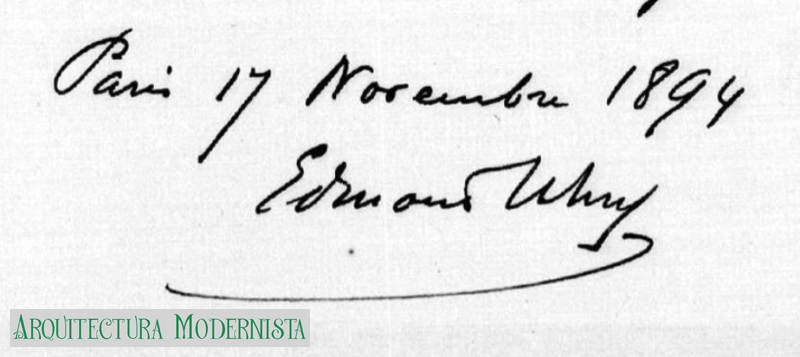 Paris 17 Novembre 1894
Edmond Uhry
ARQUITECTURA MODERNISTA